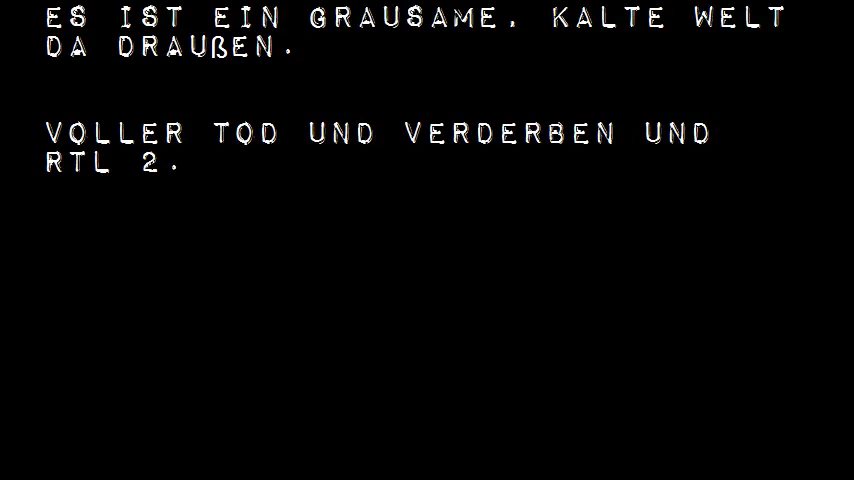 ES IST EIN GRAUSAME, KALTE WELT
DA DRAUßEN.
VOLLER TOD UND VERDERBEN UND
RTL 2.